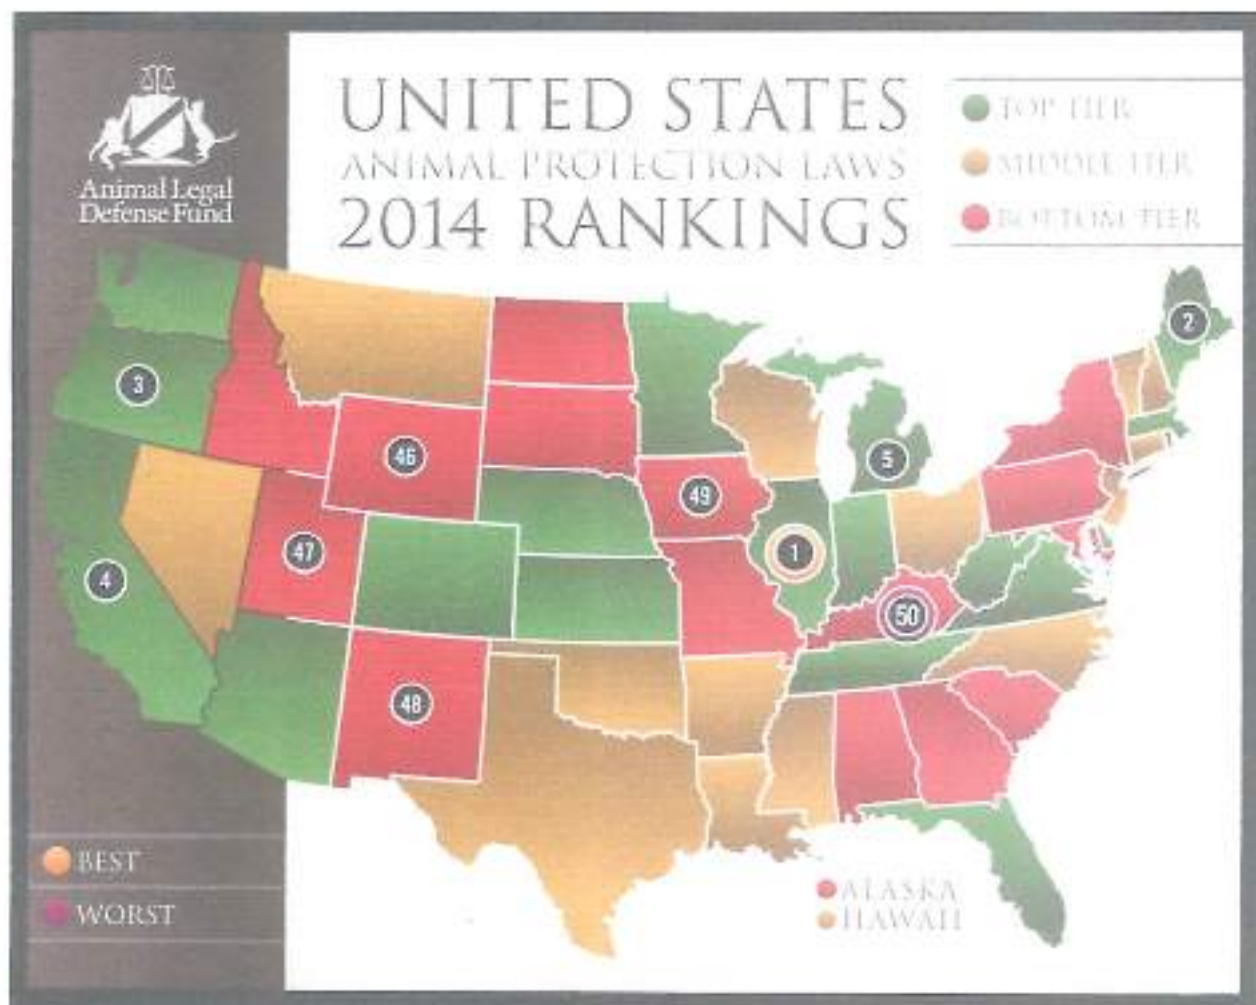 Animal Legal
Defense Fund
UNITED STATES
ANIMAL PROTECTION LAWS
2014 RANKINGS
TOP TIER
MIDDLE TIER
BOTTOM TIER
2
3
46
5
49
47
1
4
50
48
BEST
WORST
ALASKA
HAWAII